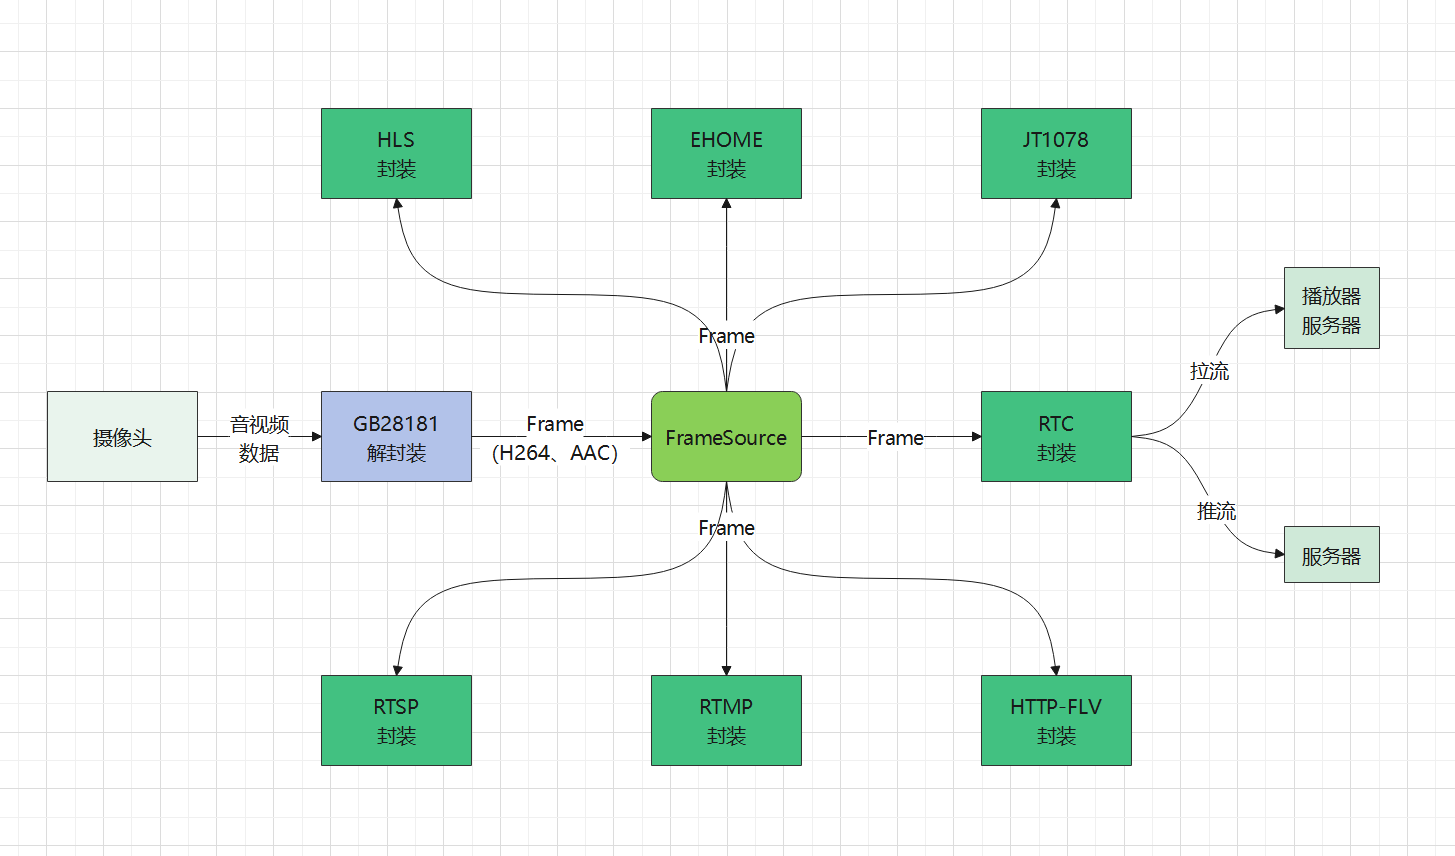 HLS
封装
EHOME
封装
JT1078
封装
Frame
播放器
服务器
拉流
摄像头
音视频
数据
GB28181
解封装
Frame
(H264、AAC)
FrameSource
Frame
RTC
封装
推流
服务器
Frame
RTSP
封装
RTMP
封装
HTTP-FLV
封装